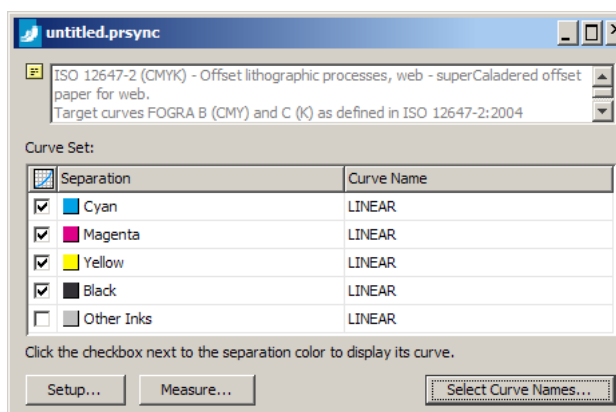 untitled.prsync
ISO 12647-2 (CMYK) - Offset lithographic processes, web - superCaladered offset
paper for web.
Target curves FOGRA B (CMY) and C (K) as defined in ISO 12647-2:2004
Curve Set:
Separation Curve Name
Cyan LINEAR
Magenta LINEAR
Yellow LINEAR
Black LINEAR
Other Inks LINEAR
Click the checkbox next to the separation color to display its curve.
Setup... Measure... Select Curve Names...